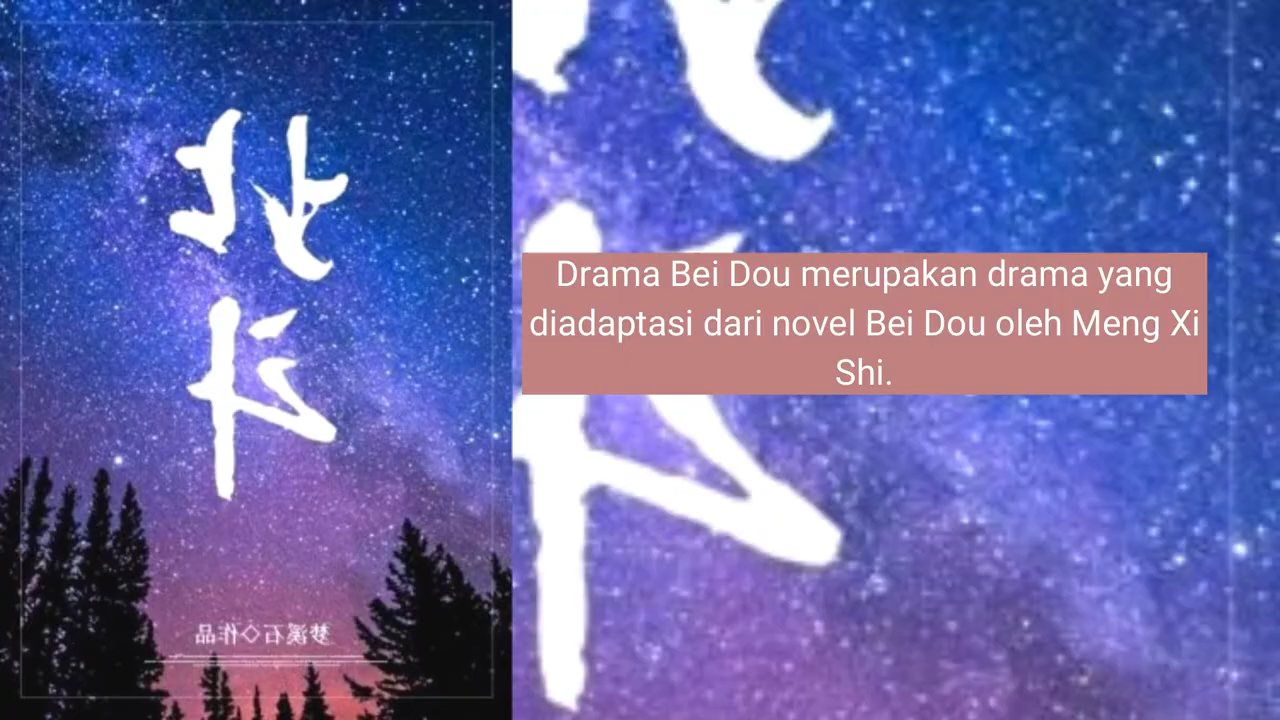 北
斗
梦溪石◇作品
Drama Bei Dou merupakan drama yang
diadaptasi dari novel Bei Dou oleh Meng Xi
Shi.